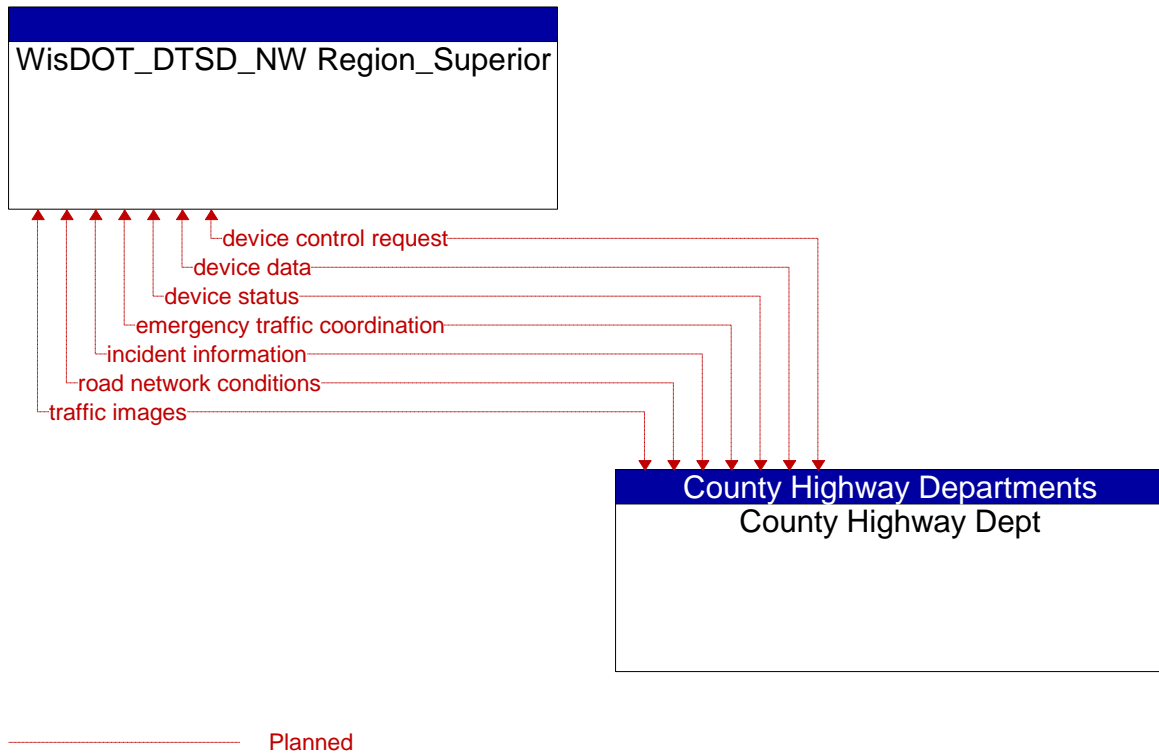 WisDOT_DTSD_NW Region_Superior
device control request
device data
device status
emergency traffic coordination
incident information
road network conditions
traffic images
County Highway Departments
County Highway Dept
Planned